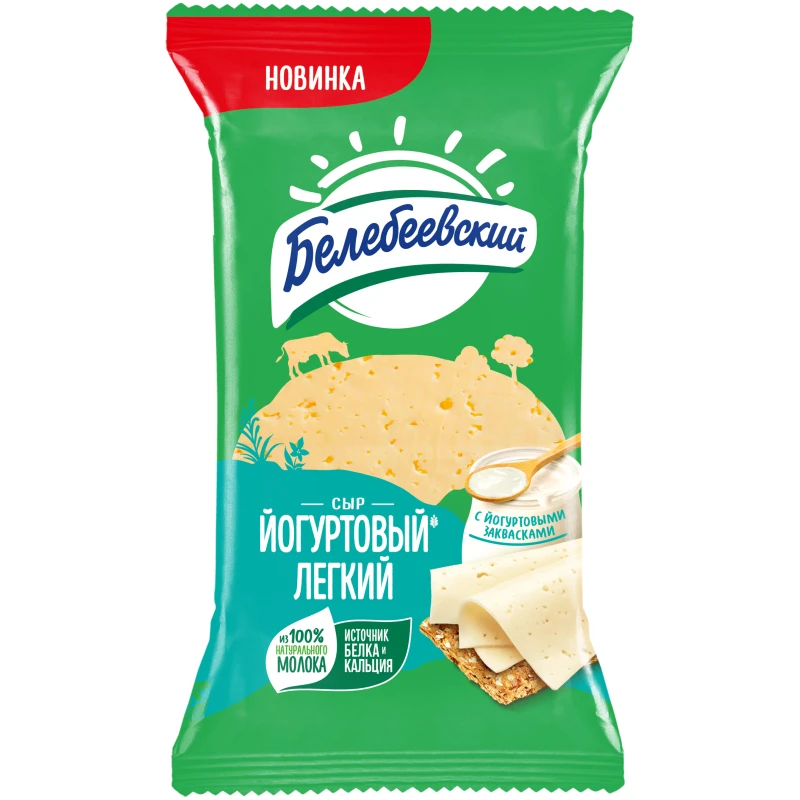 НОВИНКА
Белебеевский
СЫР
ЙОГУРТОВЫЙ*
ЛЕГКИЙ
С ЙОГУРТОВЫМИ
ЗАКВАСКАМИ
ИЗ 100%
НАТУРАЛЬНОГО
МОЛОКА
ИСТОЧНИК
БЕЛКА И
КАЛЬЦИЯ